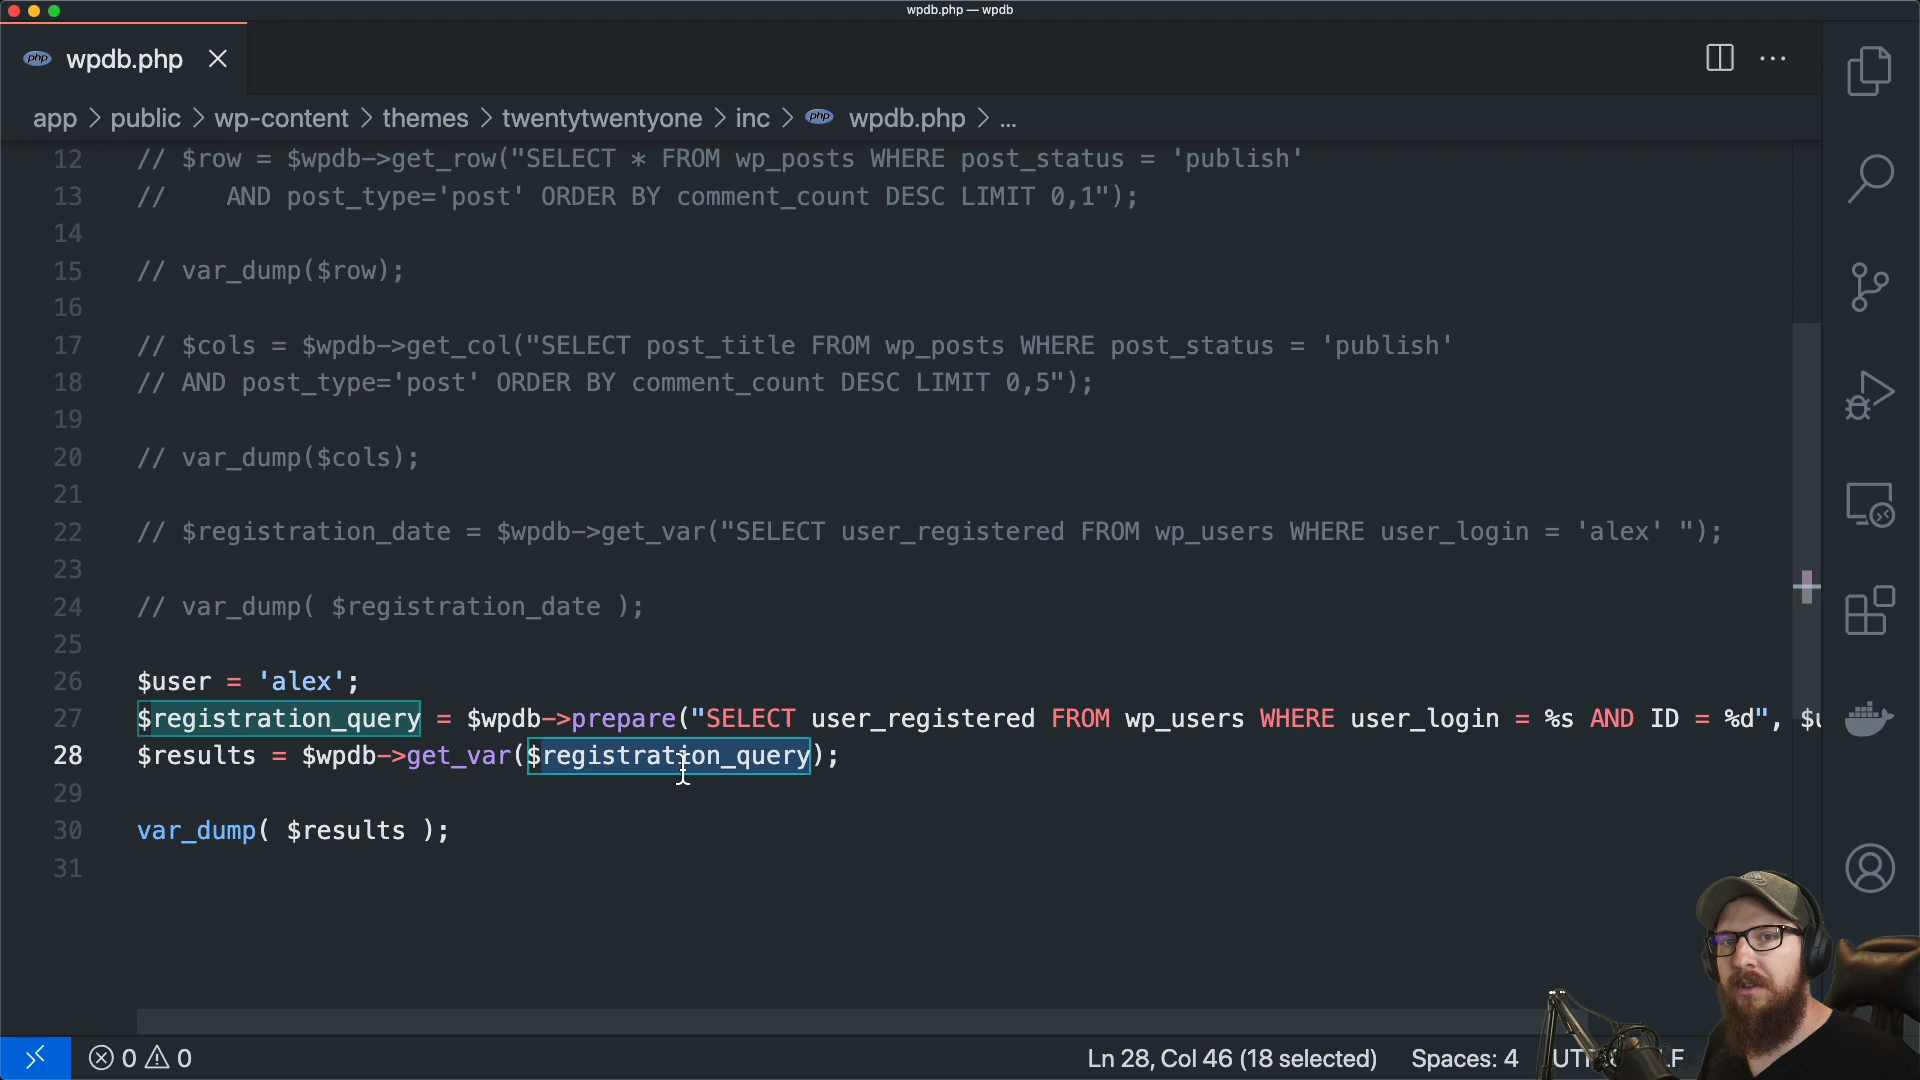 wpdb.php — wpdb
php wpdb.php
app > public > wp-content > themes > twentytwentyone > inc > php wpdb.php > ...
12 // $row = $wpdb->get_row("SELECT * FROM wp_posts WHERE post_status = 'publish'
13 //    AND post_type='post' ORDER BY comment_count DESC LIMIT 0,1");
14
15 // var_dump($row);
16
17 // $cols = $wpdb->get_col("SELECT post_title FROM wp_posts WHERE post_status = 'publish'
18 // AND post_type='post' ORDER BY comment_count DESC LIMIT 0,5");
19
20 // var_dump($cols);
21
22 // $registration_date = $wpdb->get_var("SELECT user_registered FROM wp_users WHERE user_login = 'alex' ");
23
24 // var_dump( $registration_date );
25
26 $user = 'alex';
27 $registration_query = $wpdb->prepare("SELECT user_registered FROM wp_users WHERE user_login = %s AND ID = %d", $u
28 $results = $wpdb->get_var($registration_query);
29
30 var_dump( $results );
31
0 0 Ln 28, Col 46 (18 selected) Spaces: 4